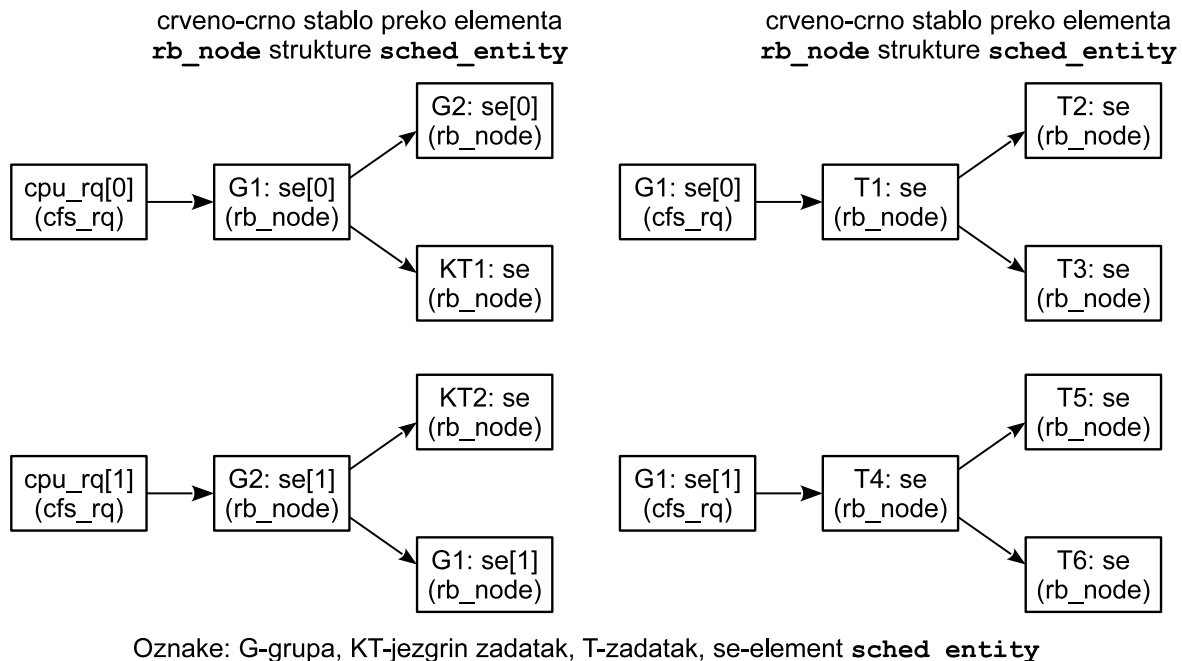 crveno-crno stablo preko elementa
rb_node strukture sched_entity
G2: se[0]
(rb_node)
cpu_rq[0]
(cfs_rq)
G1: se[0]
(rb_node)
KT1: se
(rb_node)
crveno-crno stablo preko elementa
rb_node strukture sched_entity
T2: se
(rb_node)
G1: se[0]
(cfs_rq)
T1: se
(rb_node)
T3: se
(rb_node)
KT2: se
(rb_node)
cpu_rq[1]
(cfs_rq)
G2: se[1]
(rb_node)
G1: se[1]
(rb_node)
T5: se
(rb_node)
G1: se[1]
(cfs_rq)
T4: se
(rb_node)
T6: se
(rb_node)
Oznake: G-grupa, KT-jezgrin zadatak, T-zadatak, se-element sched entity